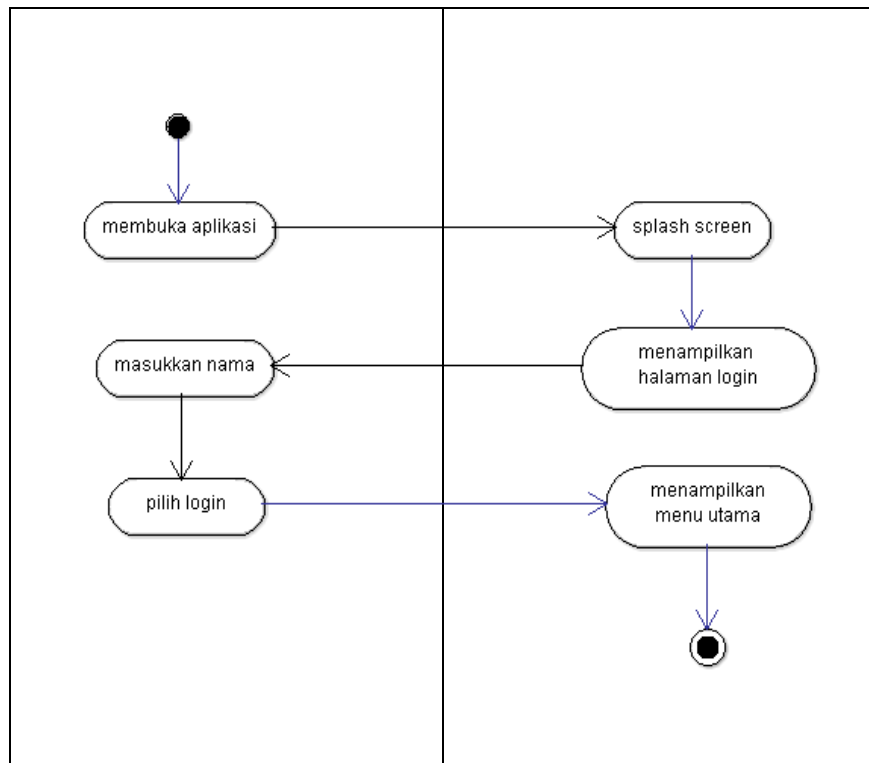 membuka aplikasi
splash screen
menampilkan
halaman login
masukkan nama
pilih login
menampilkan
menu utama